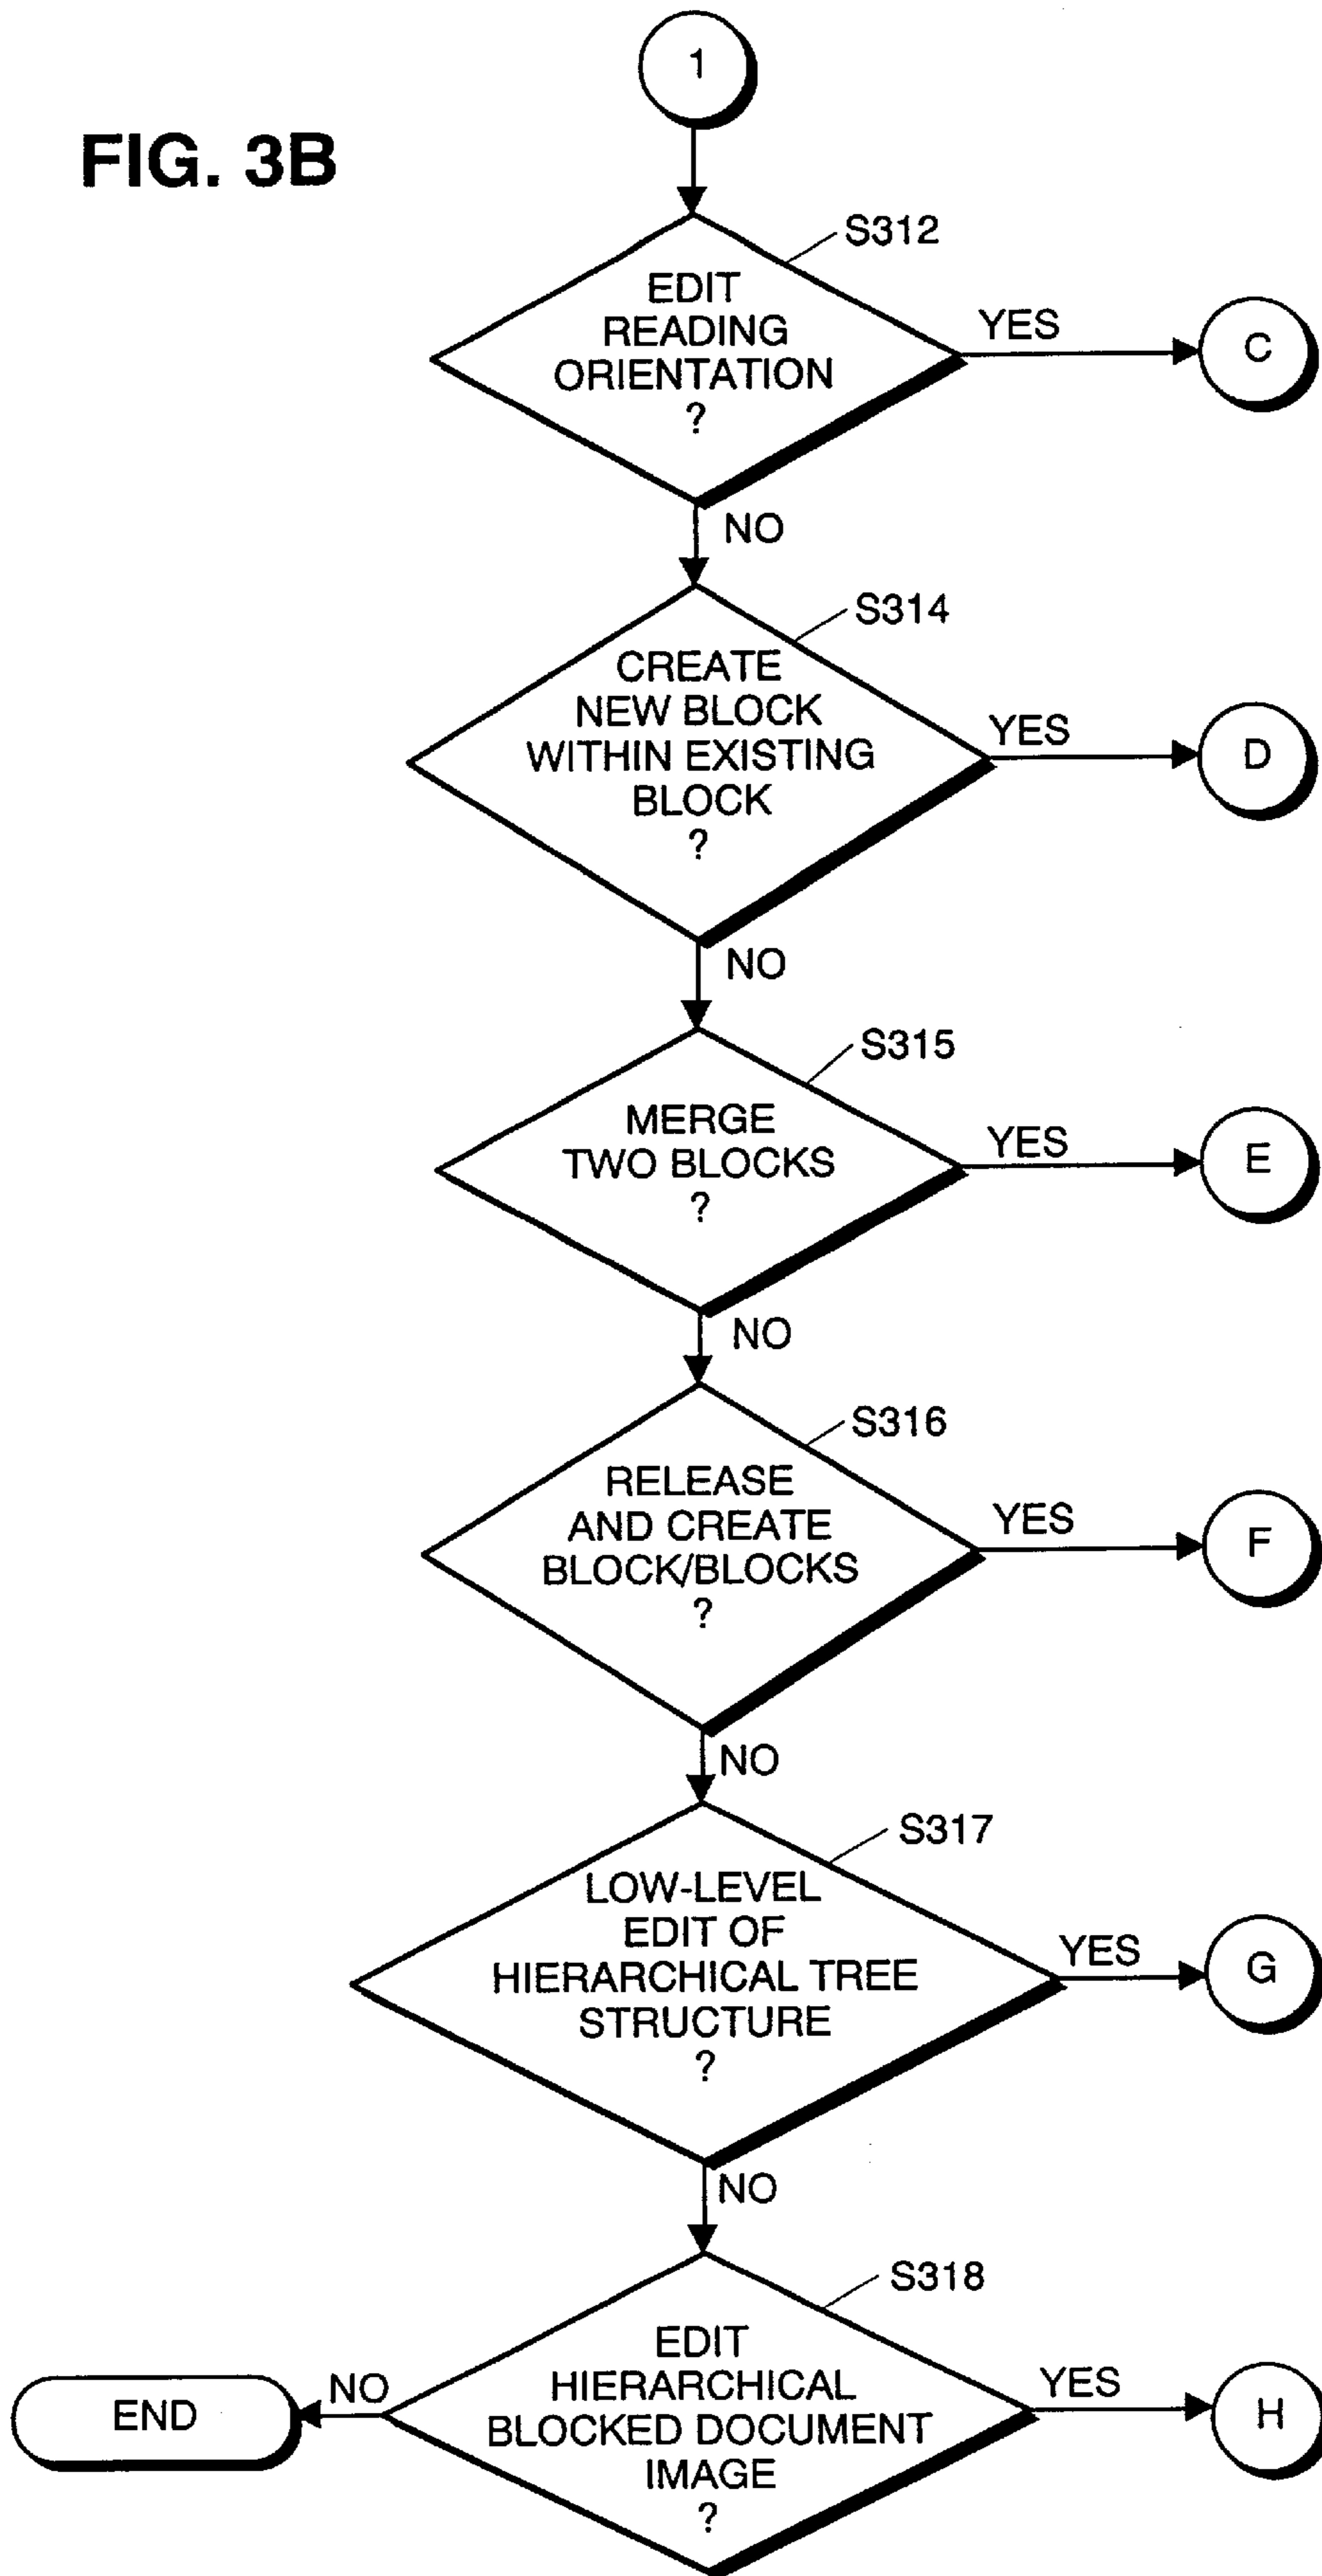 1
FIG. 3B
S312
EDIT
READING
ORIENTATION
?
YES
C
NO
S314
CREATE
NEW BLOCK
WITHIN EXISTING
BLOCK
?
YES
D
NO
S315
MERGE
TWO BLOCKS
?
YES
E
NO
S316
RELEASE
AND CREATE
BLOCK/BLOCKS
?
YES
F
NO
S317
LOW-LEVEL
EDIT OF
HIERARCHICAL TREE
STRUCTURE
?
YES
G
NO
S318
EDIT
HIERARCHICAL
BLOCKED DOCUMENT
IMAGE
?
YES
H
NO
END